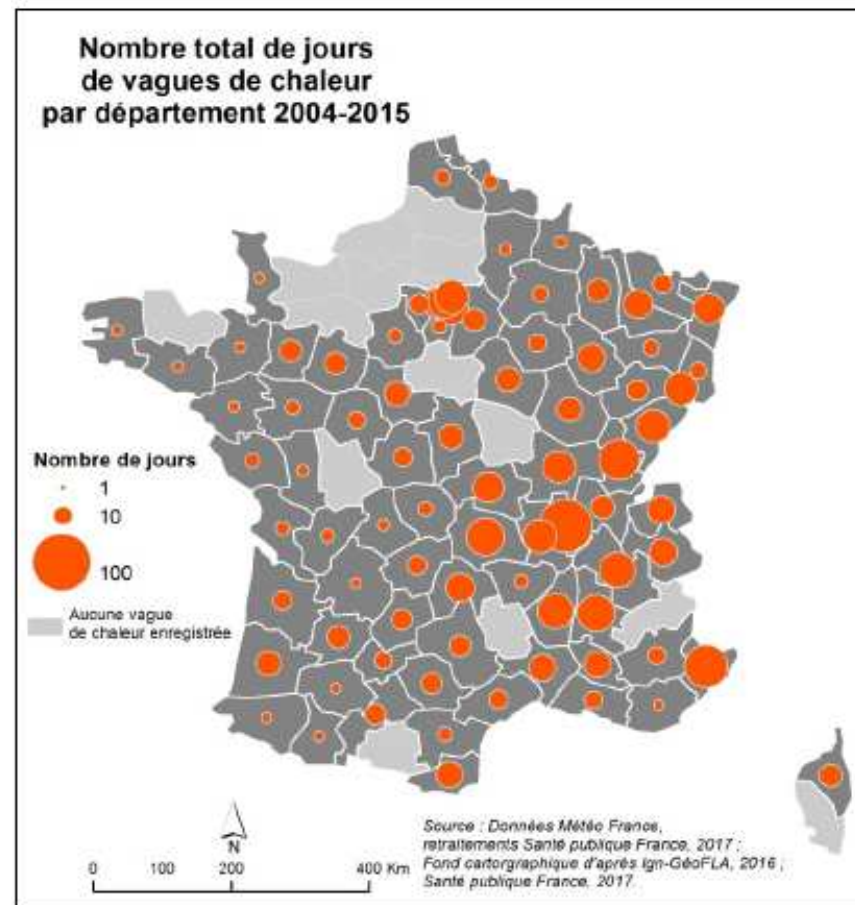 Nombre total de jours
de vagues de chaleur
par département 2004-2015
Nombre de jours
1
10
100
Aucune vague
de chaleur enregistrée
N
0 100 200 400 Km
Source : Données Météo France,
retraitements Santé publique France, 2017 ;
Fond cartorgraphique d'après Ign-GéoFLA, 2016 ;
Santé publique France, 2017.